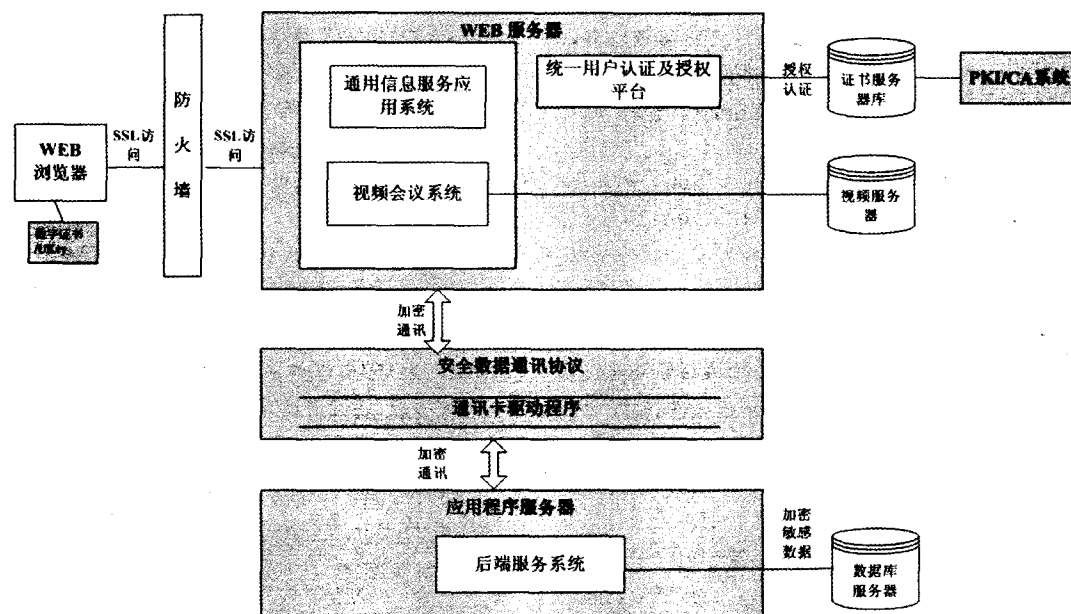 WEB 服务器
通用信息服务应
用系统
统一用户认证及授权
平台
授权
认证
证书服务
器库
PKI/CA系统
防
火
墙
SSL访
问
SSL访
问
WEB
浏览器
数字证书
/UKey
视频会议系统
视频服务
器
加密
通讯
安全数据通讯协议
通讯卡驱动程序
加密
通讯
应用程序服务器
后端服务系统
加密
敏感
数据
数据库
服务器